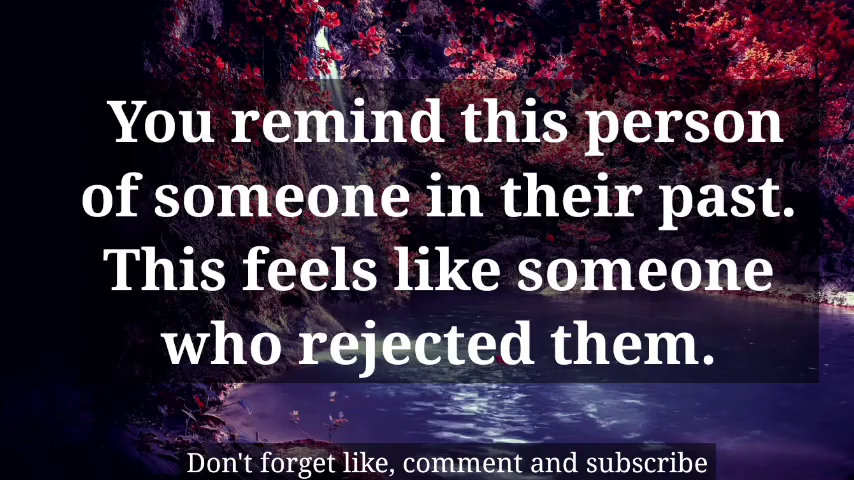 You remind this person
of someone in their past.
This feels like someone
who rejected them.
Don't forget like, comment and subscribe